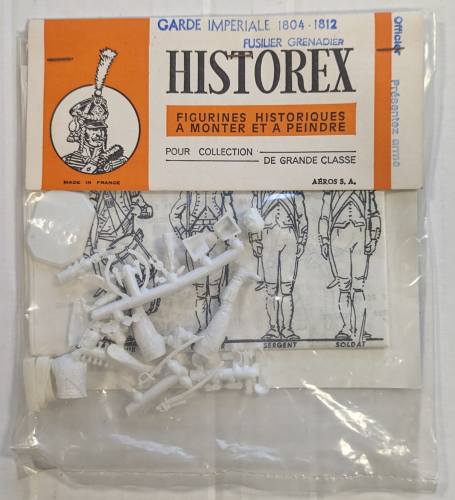 GARDE IMPERIALE 1804-1812
FUSILIER GRENADIER
Officier Présentez arme
HISTOREX
FIGURINES HISTORIQUES
A MONTER ET A PEINDRE
POUR COLLECTION
DE GRANDE CLASSE
MADE IN FRANCE
AÉROS S. A.
SERGENT
SOLDAT